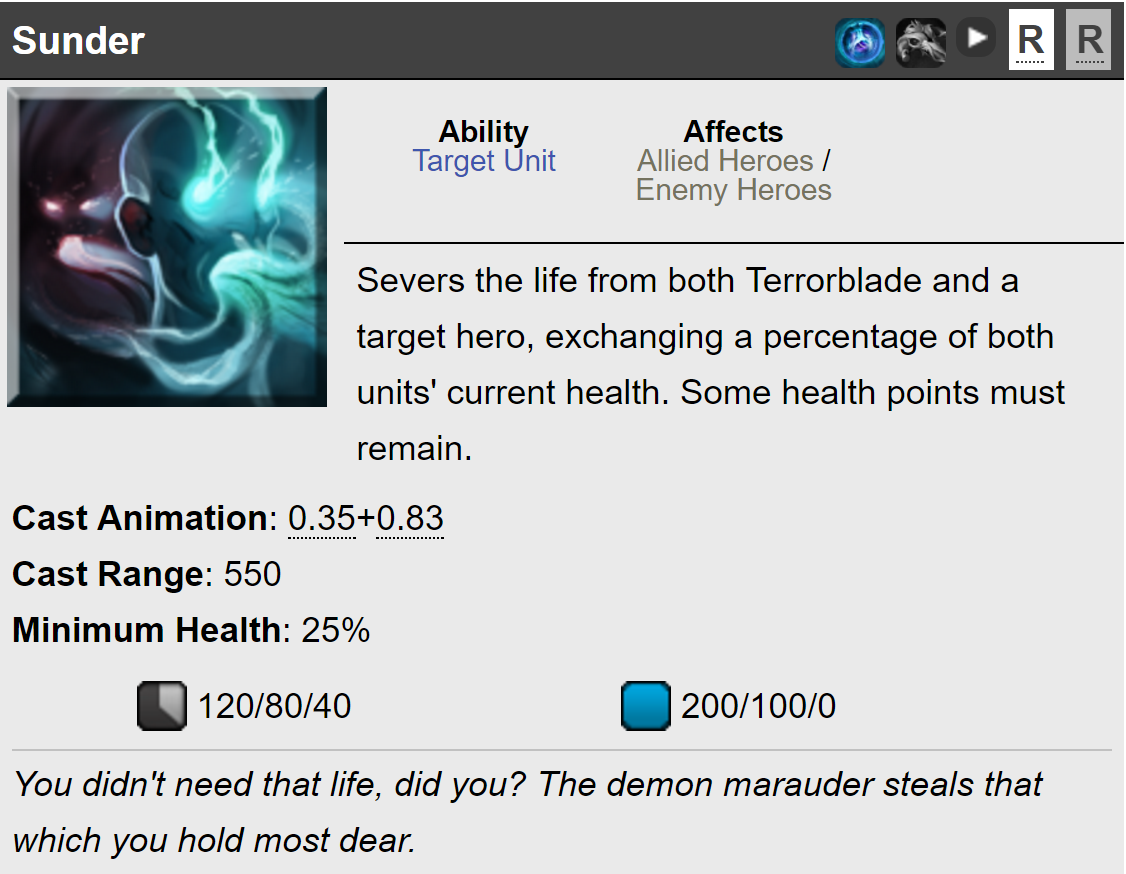 Sunder
R R
Ability
Target Unit
Affects
Allied Heroes /
Enemy Heroes
Severs the life from both Terrorblade and a
target hero, exchanging a percentage of both
units' current health. Some health points must
remain.
Cast Animation: 0.35+0.83
Cast Range: 550
Minimum Health: 25%
120/80/40
200/100/0
You didn't need that life, did you? The demon marauder steals that
which you hold most dear.